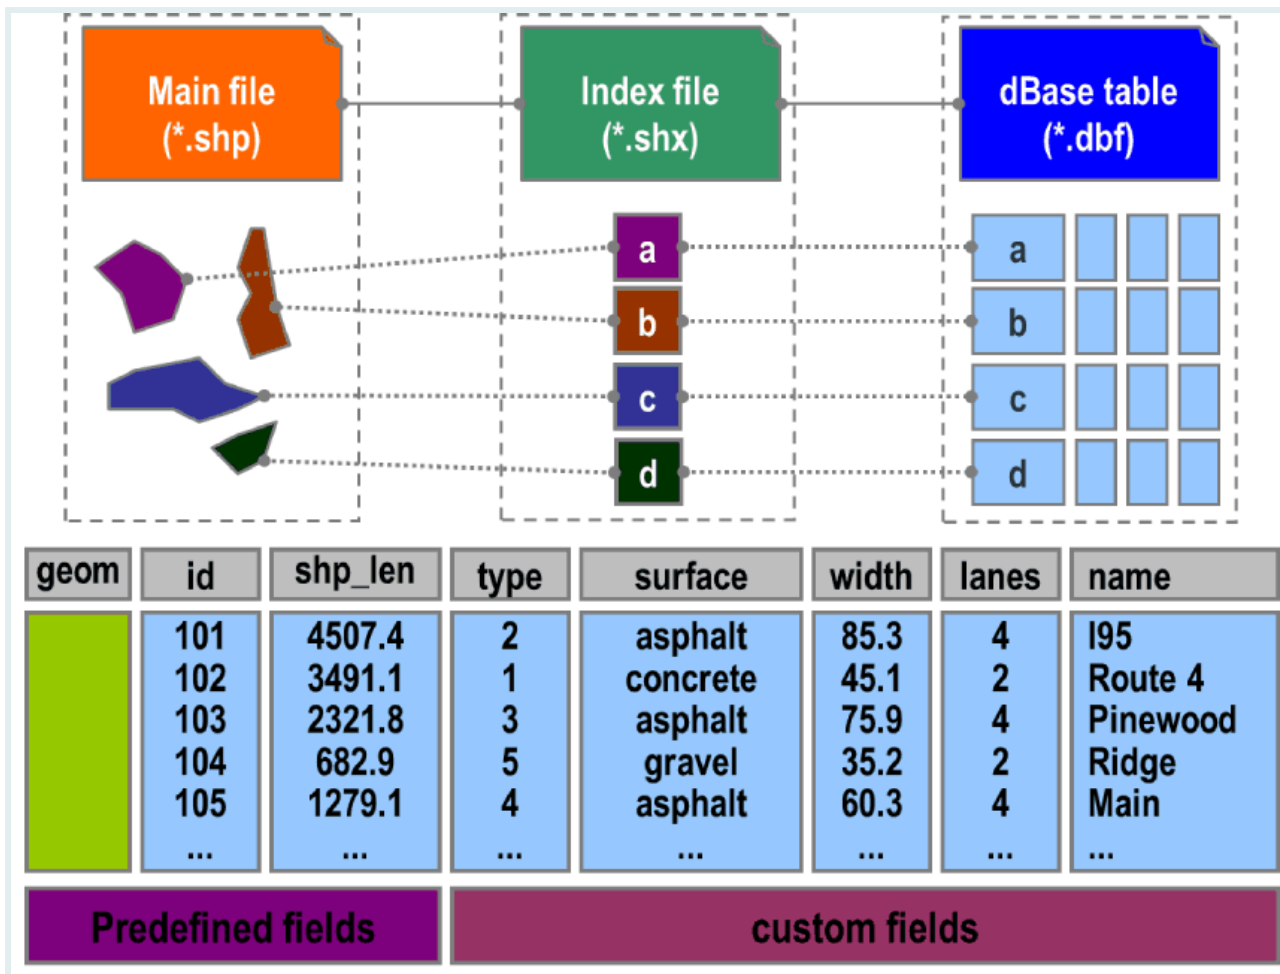 Main file
(*.shp)
Index file
(*.shx)
dBase table
(*.dbf)
a
a
b
b
c
c
d
d
geom id shp_len type surface width lanes name
101 4507.4 2 asphalt 85.3 4 I95
102 3491.1 1 concrete 45.1 2 Route 4
103 2321.8 3 asphalt 75.9 4 Pinewood
104 682.9 5 gravel 35.2 2 Ridge
105 1279.1 4 asphalt 60.3 4 Main
... ... ... ... ... ... ...
Predefined fields custom fields